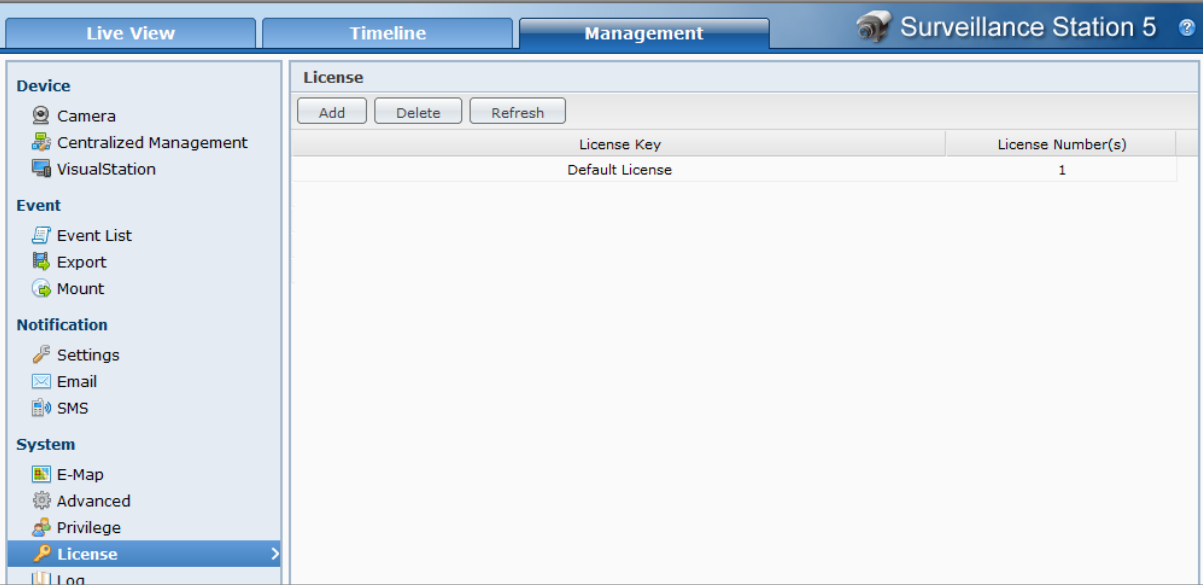 Live View
Timeline
Management
Surveillance Station 5
?
Device
Camera
Centralized Management
VisualStation
Event
Event List
Export
Mount
Notification
Settings
Email
SMS
System
E-Map
Advanced
Privilege
License
Log
License
Add Delete Refresh
License Key License Number(s)
Default License 1